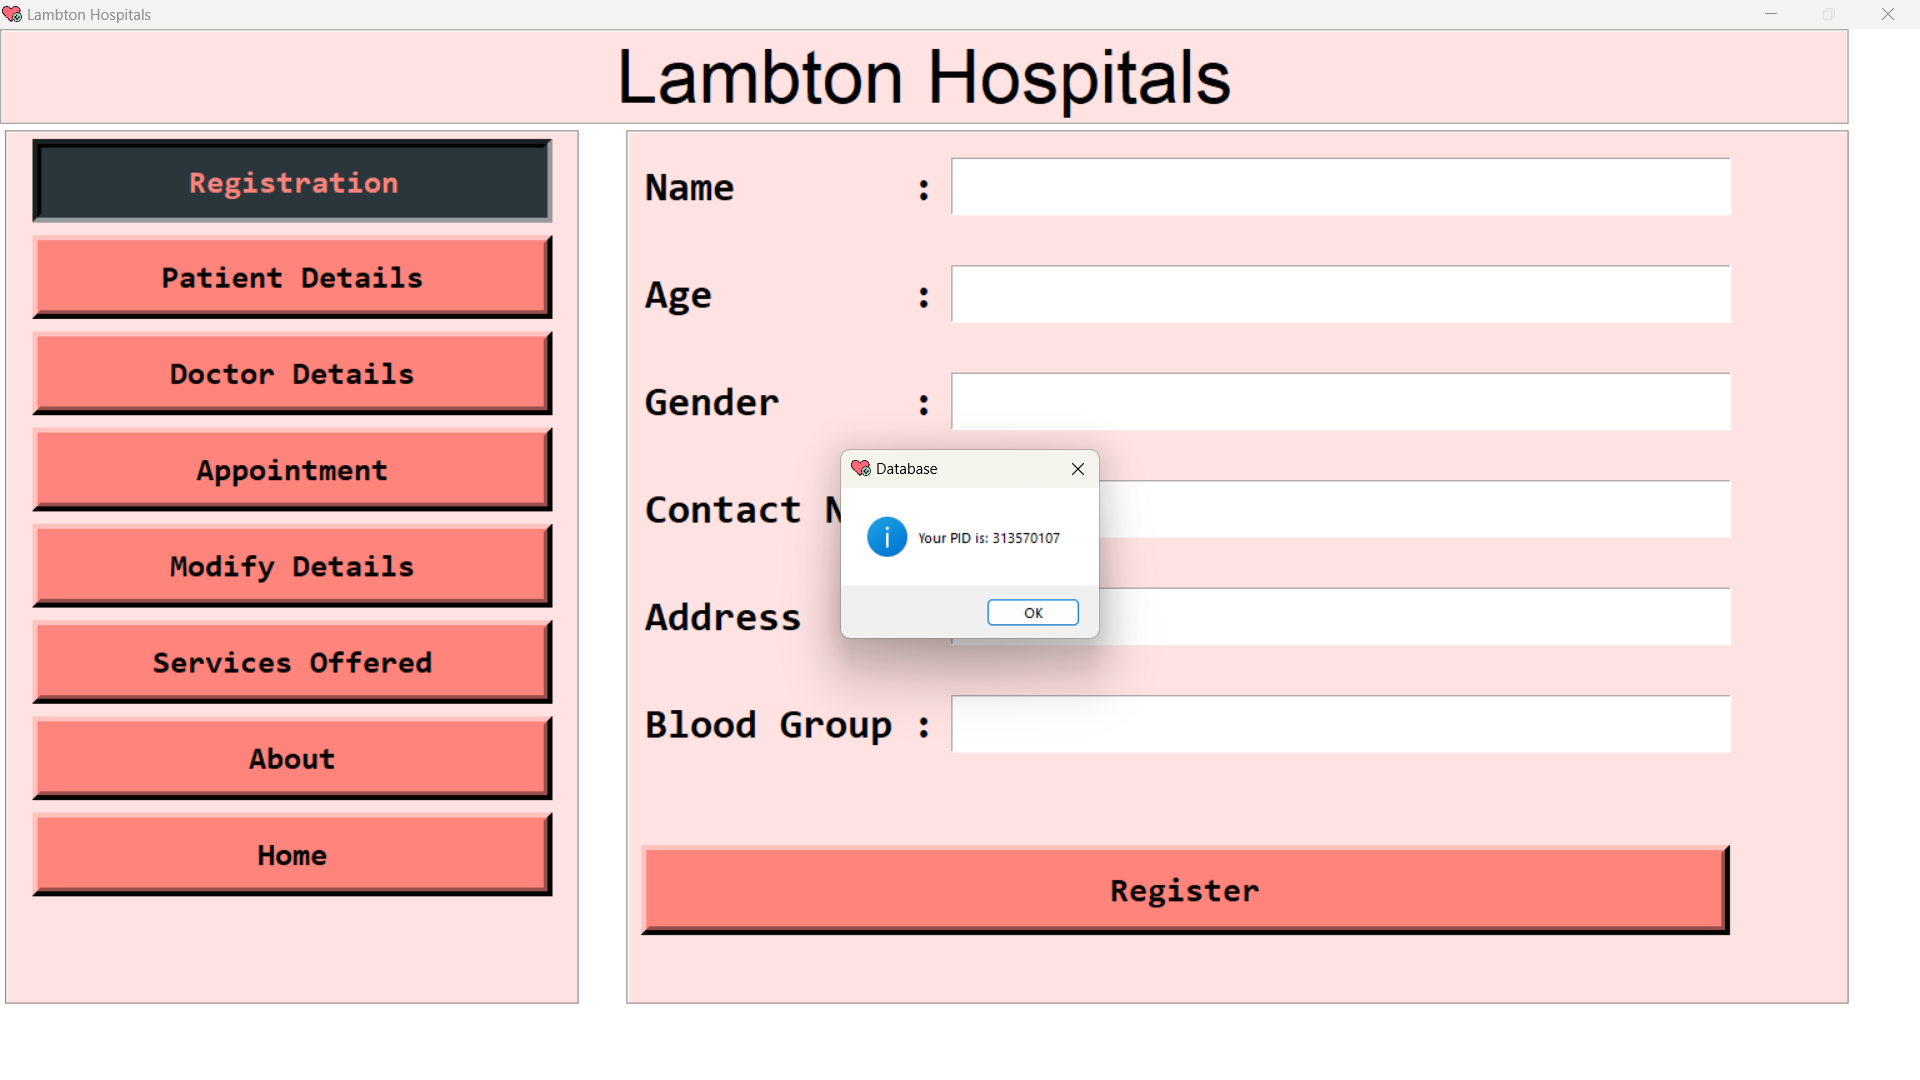 Lambton Hospitals
Lambton Hospitals
Registration
Patient Details
Doctor Details
Appointment
Modify Details
Services Offered
About
Home
Name :
Age :
Gender :
Contact
Address
Blood Group :
Register
Database
Your PID is: 313570107
OK